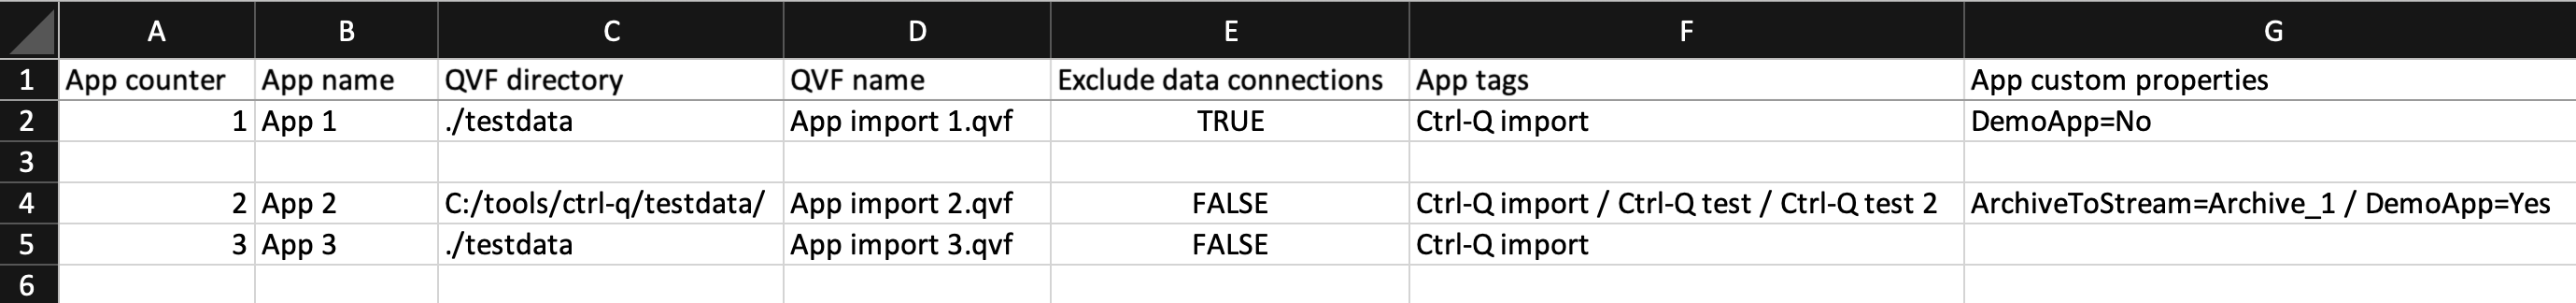 A B C D E F G
1 App counter App name QVF directory QVF name Exclude data connections App tags App custom properties
2 1 App 1 ./testdata App import 1.qvf TRUE Ctrl-Q import DemoApp=No
3
4 2 App 2 C:/tools/ctrl-q/testdata/ App import 2.qvf FALSE Ctrl-Q import / Ctrl-Q test / Ctrl-Q test 2 ArchiveToStream=Archive_1 / DemoApp=Yes
5 3 App 3 ./testdata App import 3.qvf FALSE Ctrl-Q import
6